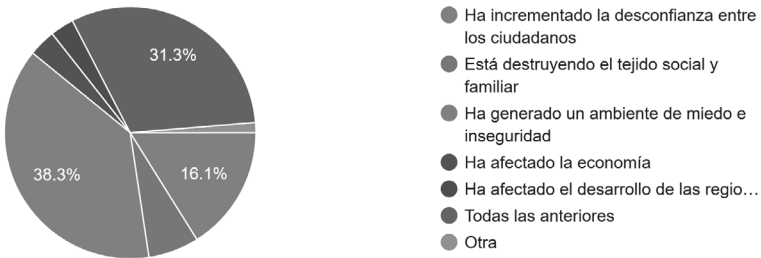 Ha incrementado la desconfianza entre
los ciudadanos
Está destruyendo el tejido social y
familiar
Ha generado un ambiente de miedo e
inseguridad
Ha afectado la economía
Ha afectado el desarrollo de las regio…
Todas las anteriores
Otra
31.3%
38.3%
16.1%